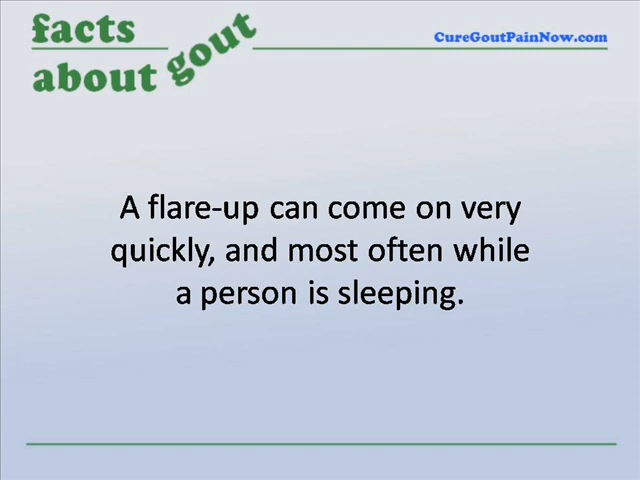 facts
about gout
CureGoutPainNow.com
A flare-up can come on very
quickly, and most often while
a person is sleeping.